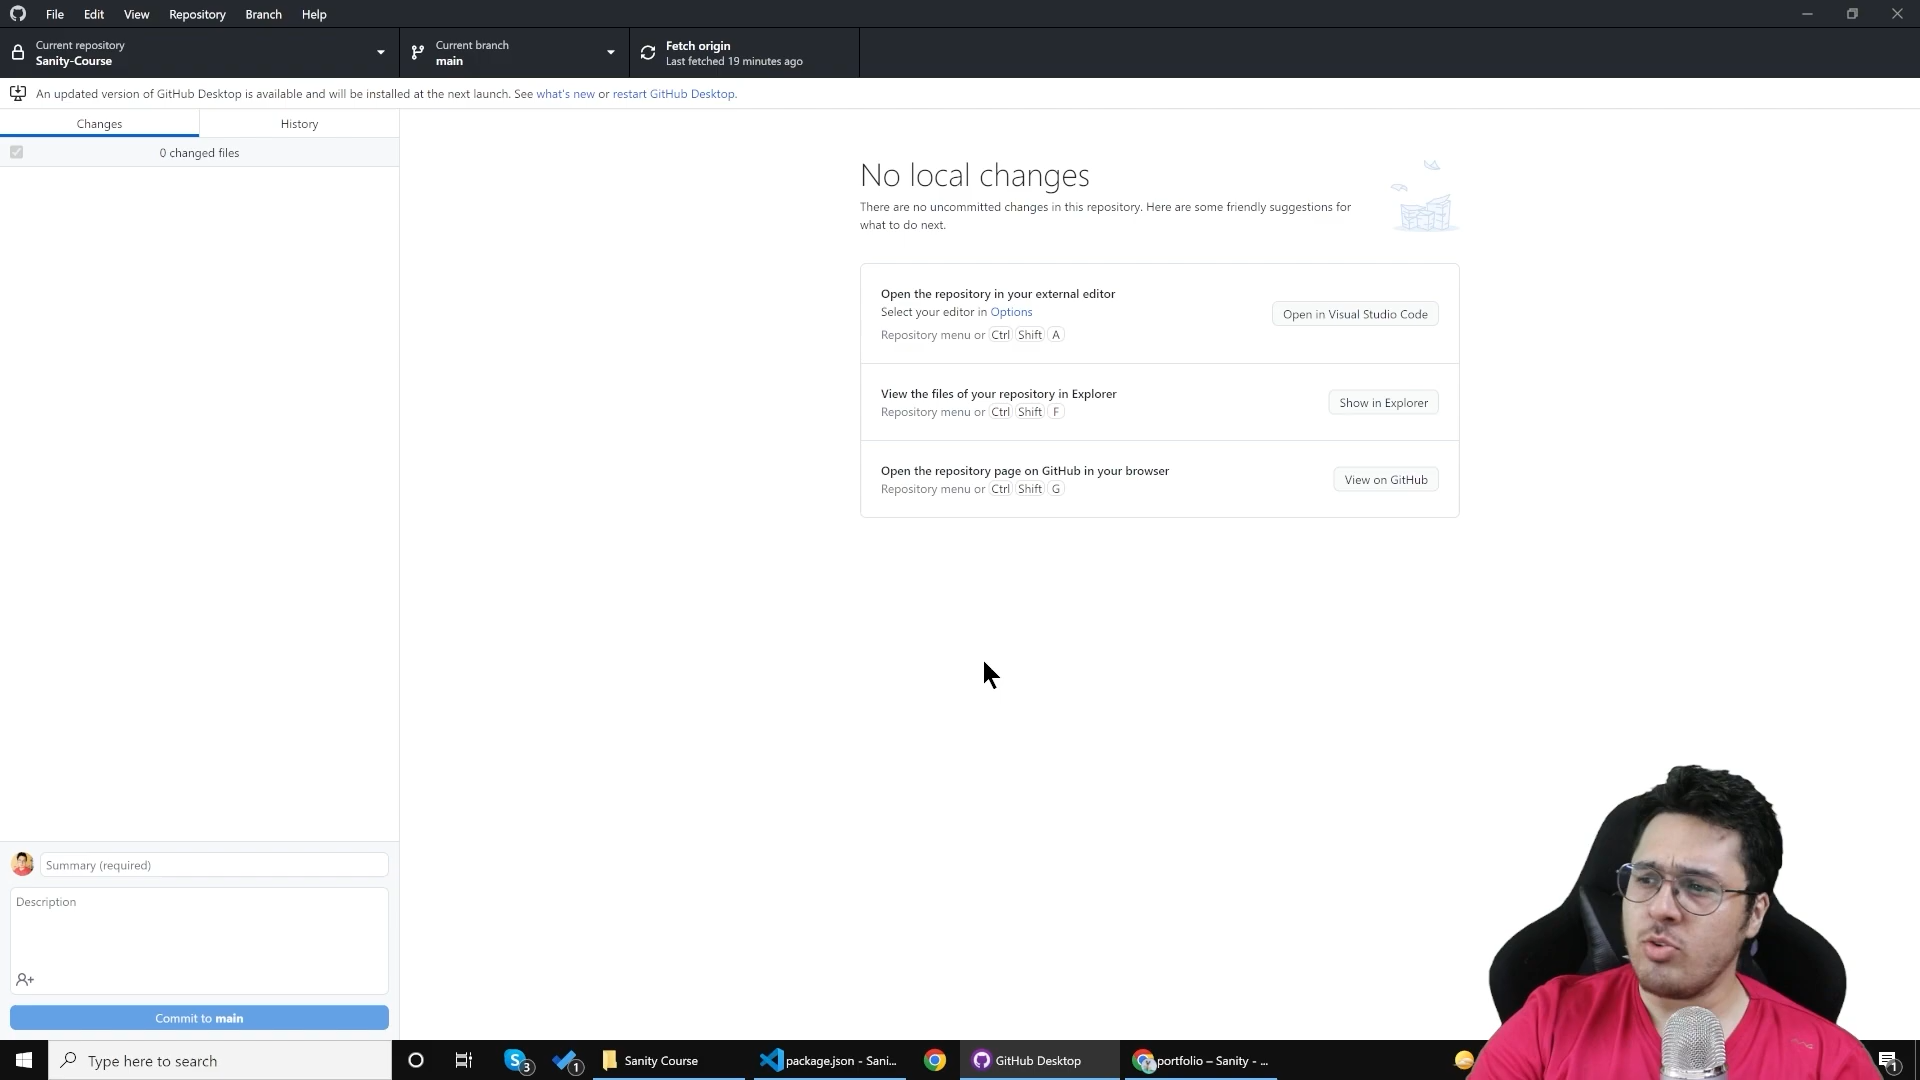 File Edit View Repository Branch Help
Current repository
Sanity-Course
Current branch
main
Fetch origin
Last fetched 19 minutes ago
An updated version of GitHub Desktop is available and will be installed at the next launch. See what's new or restart GitHub Desktop.
Changes
History
0 changed files
No local changes
There are no uncommitted changes in this repository. Here are some friendly suggestions for
what to do next.
Open the repository in your external editor
Select your editor in Options
Repository menu or Ctrl Shift A
Open in Visual Studio Code
View the files of your repository in Explorer
Repository menu or Ctrl Shift F
Show in Explorer
Open the repository page on GitHub in your browser
Repository menu or Ctrl Shift G
View on GitHub
Summary (required)
Description
Commit to main
Type here to search
S 3
1
Sanity Course
package.json - Sani...
GitHub Desktop
portfolio – Sanity - ...
1